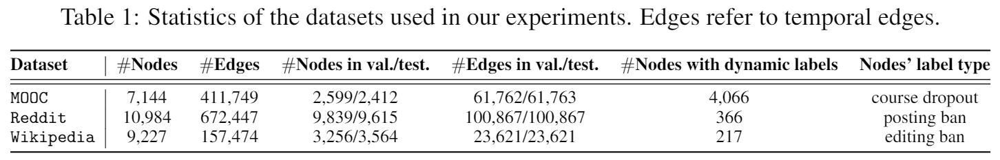 Table 1: Statistics of the datasets used in our experiments. Edges refer to temporal edges.
Dataset #Nodes #Edges #Nodes in val./test. #Edges in val./test. #Nodes with dynamic labels Nodes' label type
MOOC 7,144 411,749 2,599/2,412 61,762/61,763 4,066 course dropout
Reddit 10,984 672,447 9,839/9,615 100,867/100,867 366 posting ban
Wikipedia 9,227 157,474 3,256/3,564 23,621/23,621 217 editing ban